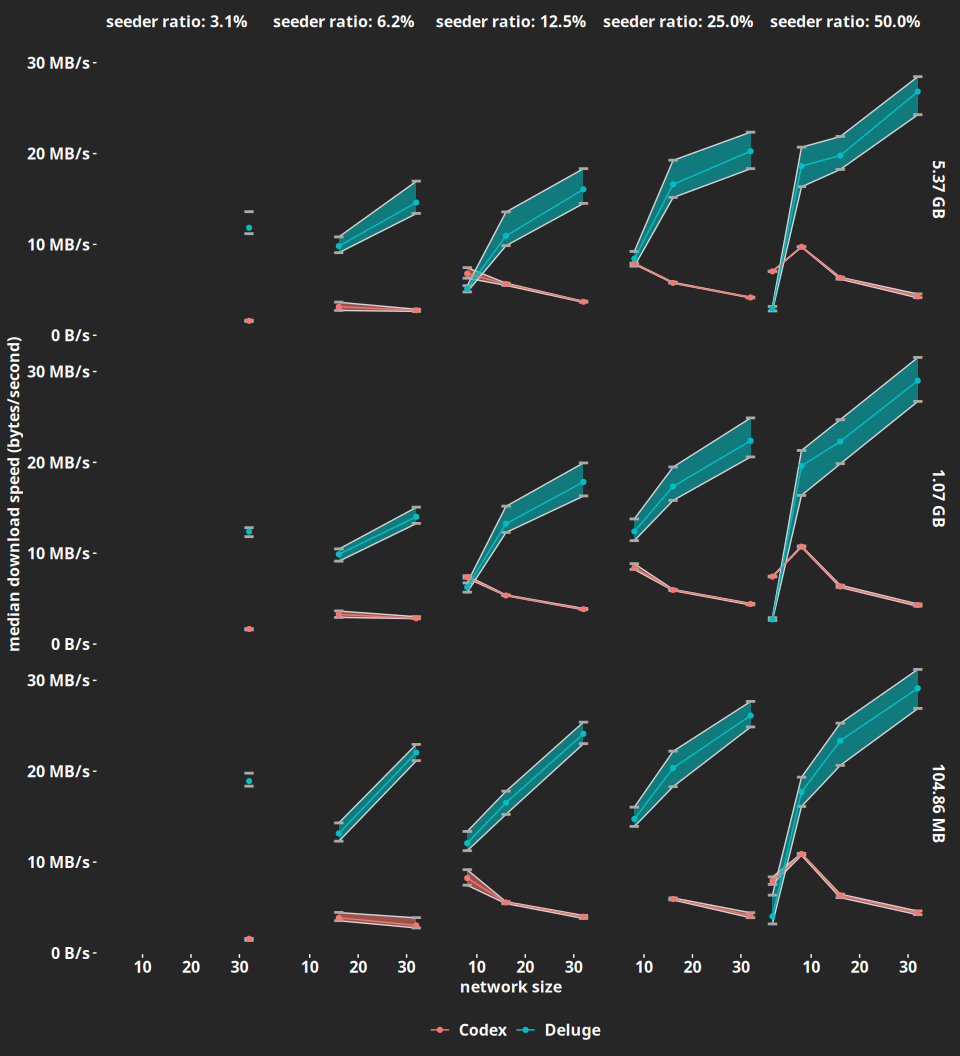 seeder ratio: 3.1% seeder ratio: 6.2% seeder ratio: 12.5% seeder ratio: 25.0% seeder ratio: 50.0%
median download speed (bytes/second)
30 MB/s
20 MB/s
10 MB/s
0 B/s
5.37 GB
30 MB/s
20 MB/s
10 MB/s
0 B/s
1.07 GB
30 MB/s
20 MB/s
10 MB/s
0 B/s
104.86 MB
10 20 30 10 20 30 10 20 30 10 20 30 10 20 30
network size
Codex Deluge